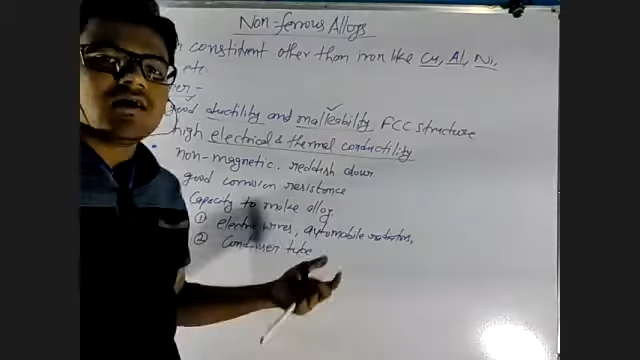 Non-ferrous Alloys
constituent other than iron like Cu, Al, Ni,
etc.
good ductility and malleability FCC structure
high electrical & thermal conductility
non-magnetic. reddish colour.
good corrosion resistance
Capacity to make alloy.
① electric wires, automobile radiators,
② Condenser tube